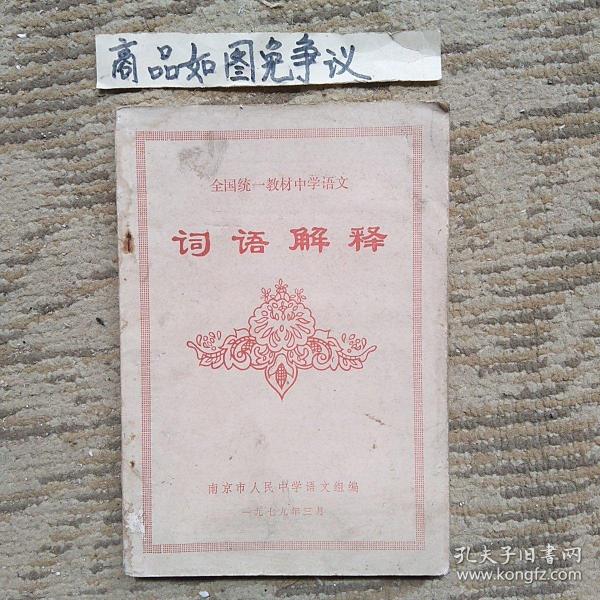 商品如图免争议
全国统一教材中学语文
词语解释
南京市人民中学语文组编
一九七九年三月
孔夫子旧书网
www.kongfz.com